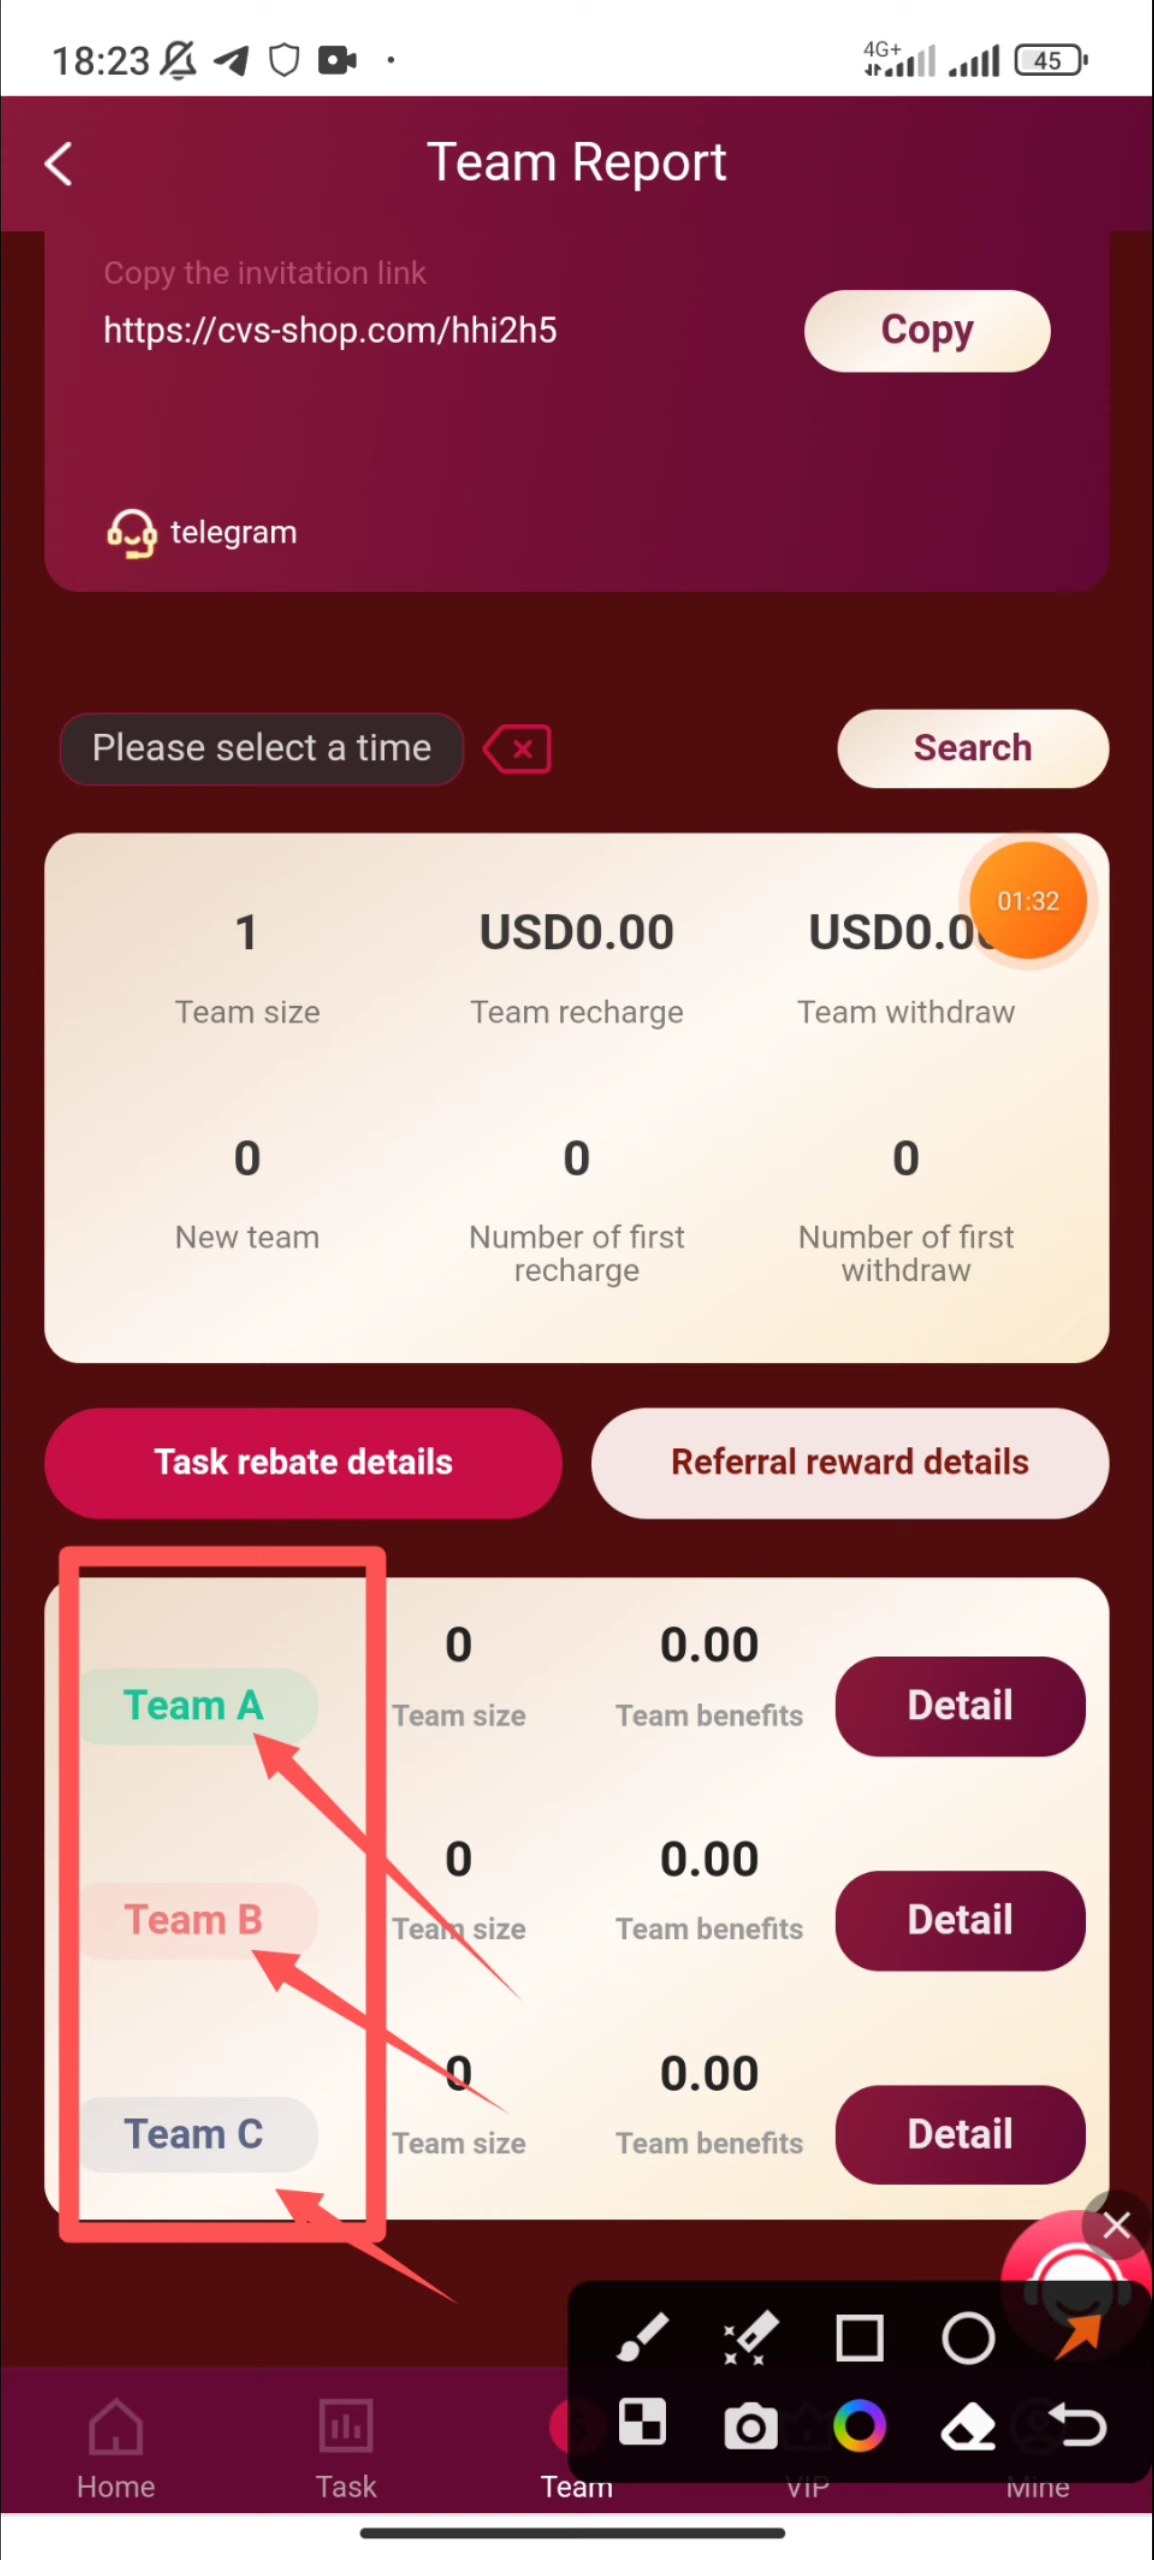 18:23
4G+
45
Team Report
Copy the invitation link
https://cvs-shop.com/hhi2h5
Copy
telegram
Please select a time
Search
1
USD0.00
USD0.0
01:32
Team size
Team recharge
Team withdraw
0
0
0
New team
Number of first
recharge
Number of first
withdraw
Task rebate details
Referral reward details
Team A
0
Team size
0.00
Team benefits
Detail
Team B
0
Team size
0.00
Team benefits
Detail
Team C
0
Team size
0.00
Team benefits
Detail
Home
Task
Team
VIP
Mine